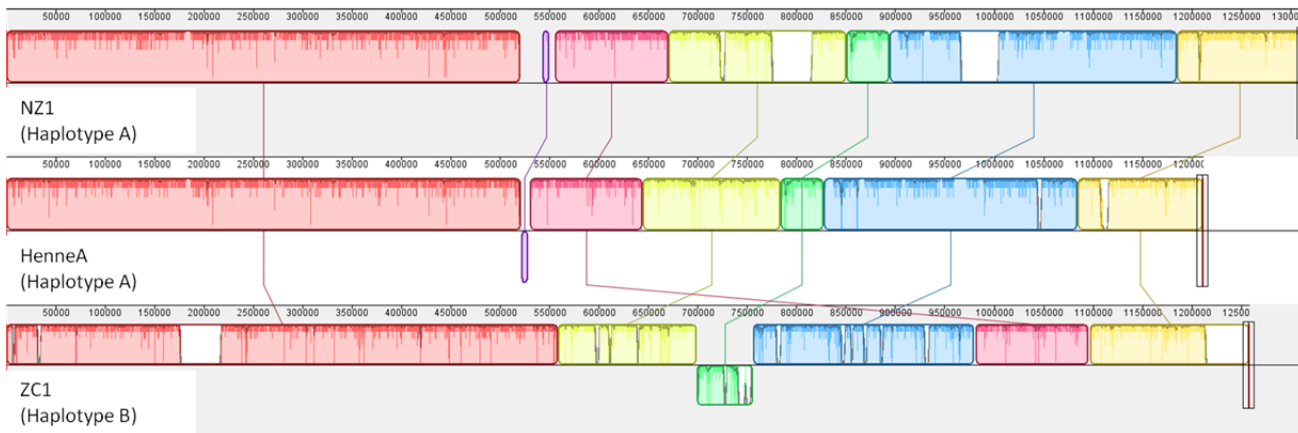 50000 100000 150000 200000 250000 300000 350000 400000 450000 500000 550000 600000 650000 700000 750000 800000 850000 900000 950000 1000000 1050000 1100000 1150000 1200000 1250000 13000
NZ1
(Haplotype A)
50000 100000 150000 200000 250000 300000 350000 400000 450000 500000 550000 600000 650000 700000 750000 800000 850000 900000 950000 1000000 1050000 1100000 1150000 120000
HenneA
(Haplotype A)
50000 100000 150000 200000 250000 300000 350000 400000 450000 500000 550000 600000 650000 700000 750000 800000 850000 900000 950000 1000000 1050000 1100000 1150000 1200000 12500
ZC1
(Haplotype B)